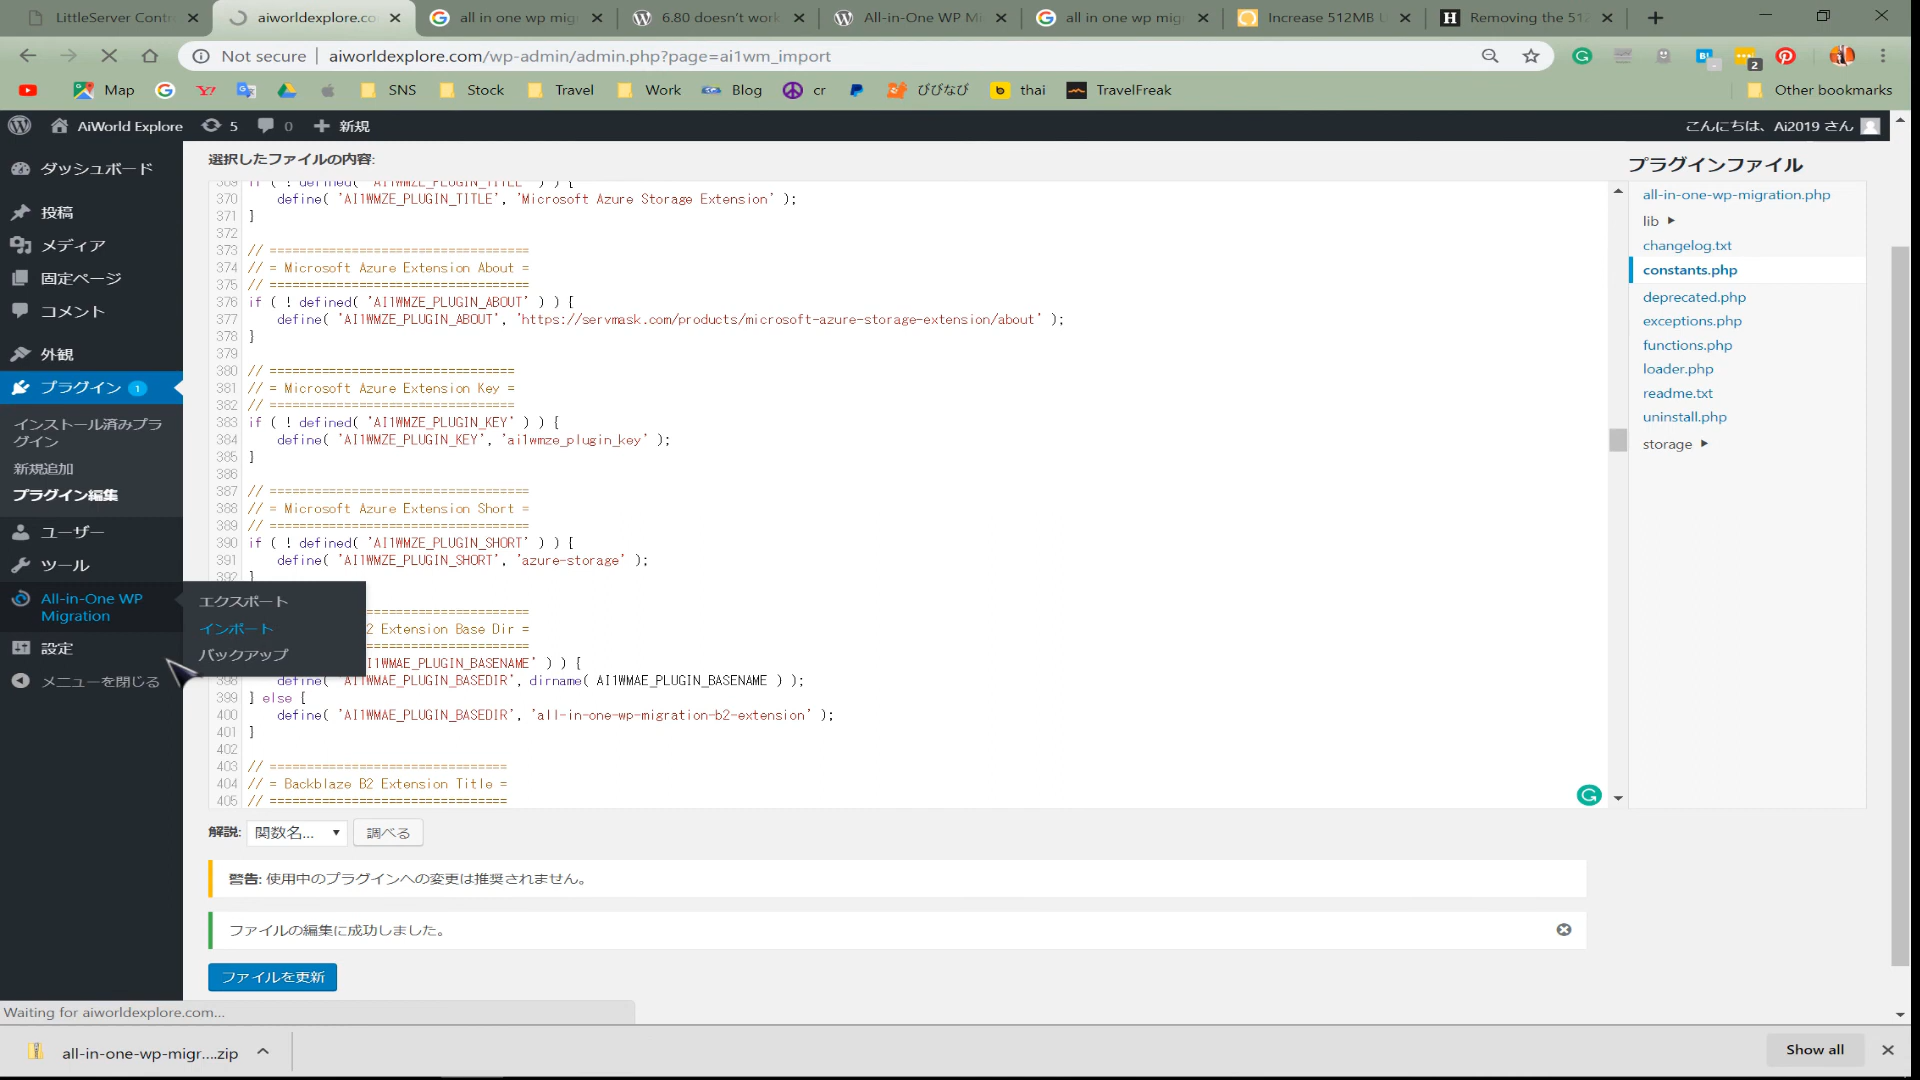 LittleServer Contr
aiworldexplore.co
all in one wp mig
6.80 doesn't work
All-in-One WP Mi
all in one wp mig
Increase 512MB U
Removing the 512
Not secure | aiworldexplore.com/wp-admin/admin.php?page=ai1wm_import
2
Map
SNS
Stock
Travel
Work
Blog
cr
びびなび
thai
TravelFreak
Other bookmarks
AiWorld Explore
5
0
新規
こんにちは、Ai2019 さん
ダッシュボード
投稿
メディア
固定ページ
コメント
外観
プラグイン 1
インストール済みプラ
グイン
新規追加
プラグイン編集
ユーザー
ツール
All-in-One WP
Migration
設定
メニューを閉じる
エクスポート
インポート
バックアップ
選択したファイルの内容:
369 if ( ! defined( 'AI1WMZE_PLUGIN_TITLE' ) ) {
370 define( 'AI1WMZE_PLUGIN_TITLE', 'Microsoft Azure Storage Extension' );
371 }
372
373 // ==================================
374 // = Microsoft Azure Extension About =
375 // ==================================
376 if ( ! defined( 'AI1WMZE_PLUGIN_ABOUT' ) ) {
377 define( 'AI1WMZE_PLUGIN_ABOUT', 'https://servmask.com/products/microsoft-azure-storage-extension/about' );
378 }
379
380 // ================================
381 // = Microsoft Azure Extension Key =
382 // ================================
383 if ( ! defined( 'AI1WMZE_PLUGIN_KEY' ) ) {
384 define( 'AI1WMZE_PLUGIN_KEY', 'ai1wmze_plugin_key' );
385 }
386
387 // ==================================
388 // = Microsoft Azure Extension Short =
389 // ==================================
390 if ( ! defined( 'AI1WMZE_PLUGIN_SHORT' ) ) {
391 define( 'AI1WMZE_PLUGIN_SHORT', 'azure-storage' );
392 }
======================
2 Extension Base Dir =
======================
I1WMAE_PLUGIN_BASENAME' ) ) {
398 define( 'AI1WMAE_PLUGIN_BASEDIR', dirname( AI1WMAE_PLUGIN_BASENAME ) );
399 } else {
400 define( 'AI1WMAE_PLUGIN_BASEDIR', 'all-in-one-wp-migration-b2-extension' );
401 }
402
403 // ===============================
404 // = Backblaze B2 Extension Title =
405 // ===============================
プラグインファイル
all-in-one-wp-migration.php
lib
changelog.txt
constants.php
deprecated.php
exceptions.php
functions.php
loader.php
readme.txt
uninstall.php
storage
解説: 関数名... 調べる
警告: 使用中のプラグインへの変更は推奨されません。
ファイルの編集に成功しました。
ファイルを更新
Waiting for aiworldexplore.com...
all-in-one-wp-migr....zip
Show all